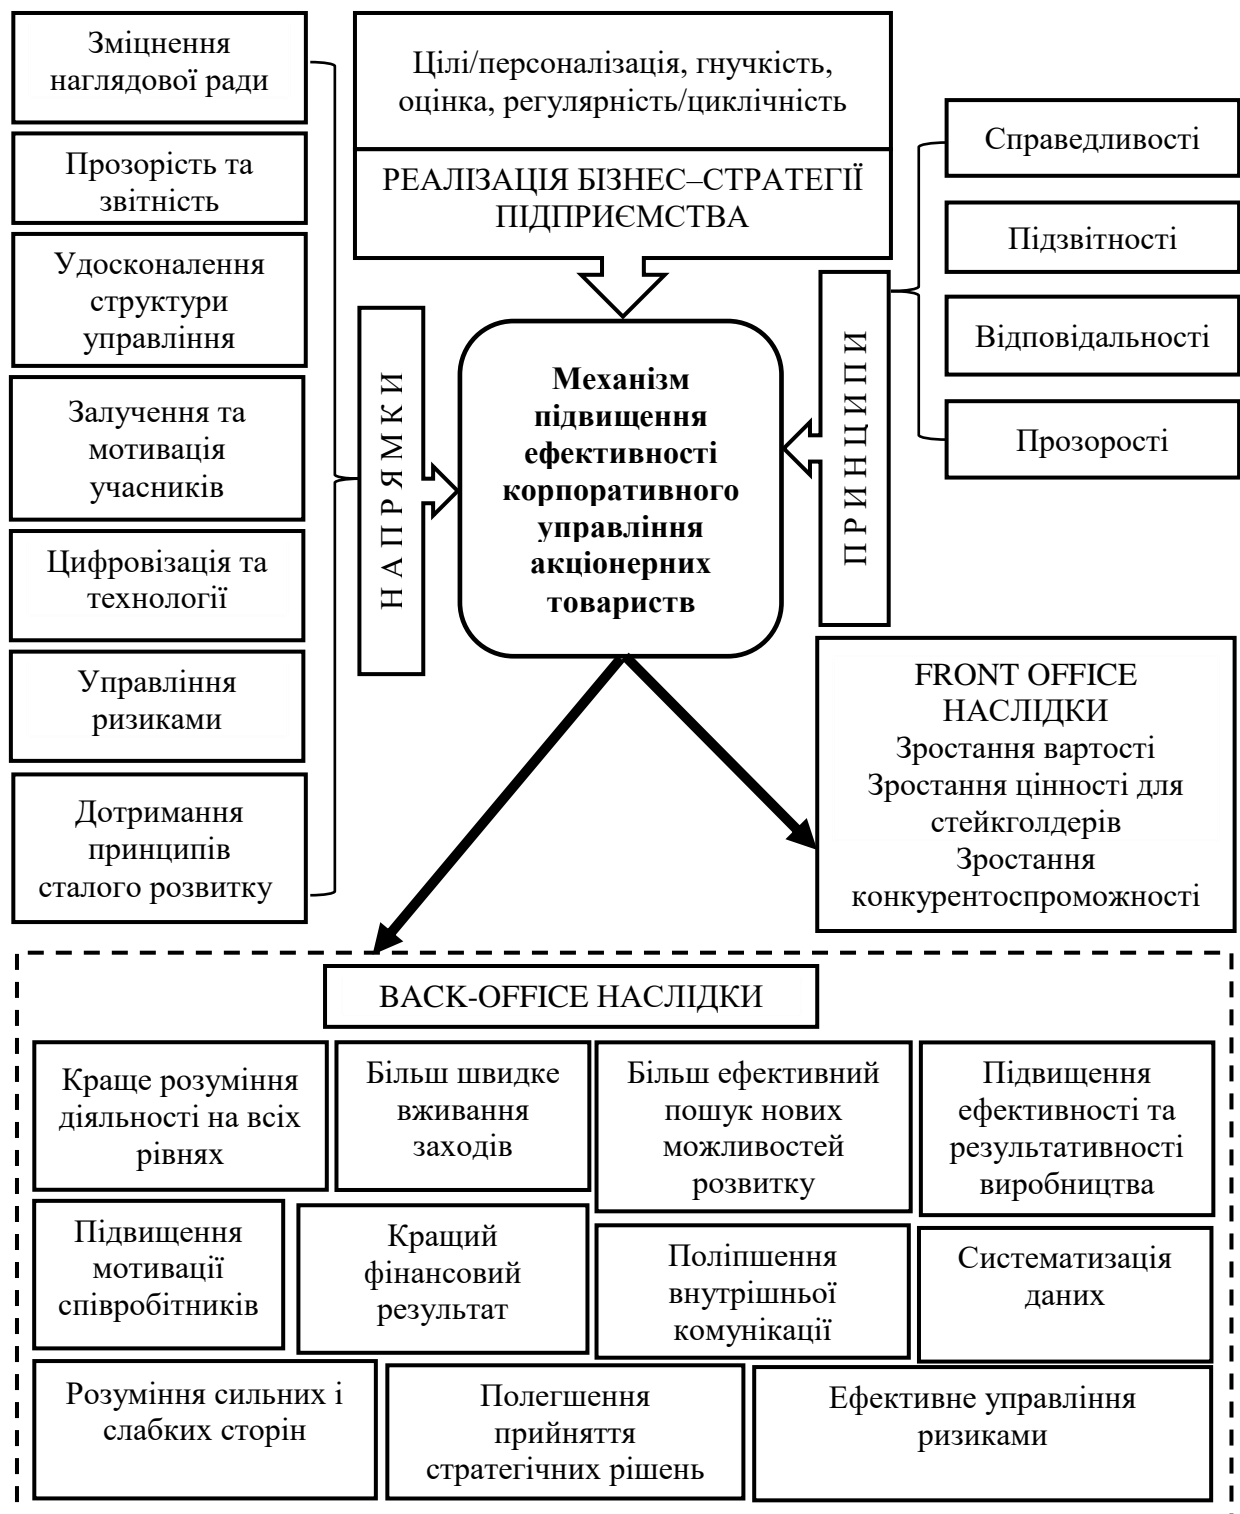 Зміцнення
наглядової ради
Прозорість та
звітність
Удосконалення
структури
управління
Залучення та
мотивація
учасників
Цифровізація та
технології
Управління
ризиками
Дотримання
принципів
сталого розвитку
НАПРЯМКИ
Цілі/персоналізація, гнучкість,
оцінка, регулярність/циклічність
РЕАЛІЗАЦІЯ БІЗНЕС–СТРАТЕГІЇ
ПІДПРИЄМСТВА
Механізм
підвищення
ефективності
корпоративного
управління
акціонерних
товариств
ПРИНЦИПИ
Справедливості
Підзвітності
Відповідальності
Прозорості
FRONT OFFICE
НАСЛІДКИ
Зростання вартості
Зростання цінності для
стейкголдерів
Зростання
конкурентоспроможності
BACK-OFFICE НАСЛІДКИ
Краще розуміння
діяльності на всіх
рівнях
Більш швидке
вживання
заходів
Більш ефективний
пошук нових
можливостей
розвитку
Підвищення
ефективності та
результативності
виробництва
Підвищення
мотивації
співробітників
Кращий
фінансовий
результат
Поліпшення
внутрішньої
комунікації
Систематизація
даних
Розуміння сильних і
слабких сторін
Полегшення
прийняття
стратегічних рішень
Ефективне управління
ризиками